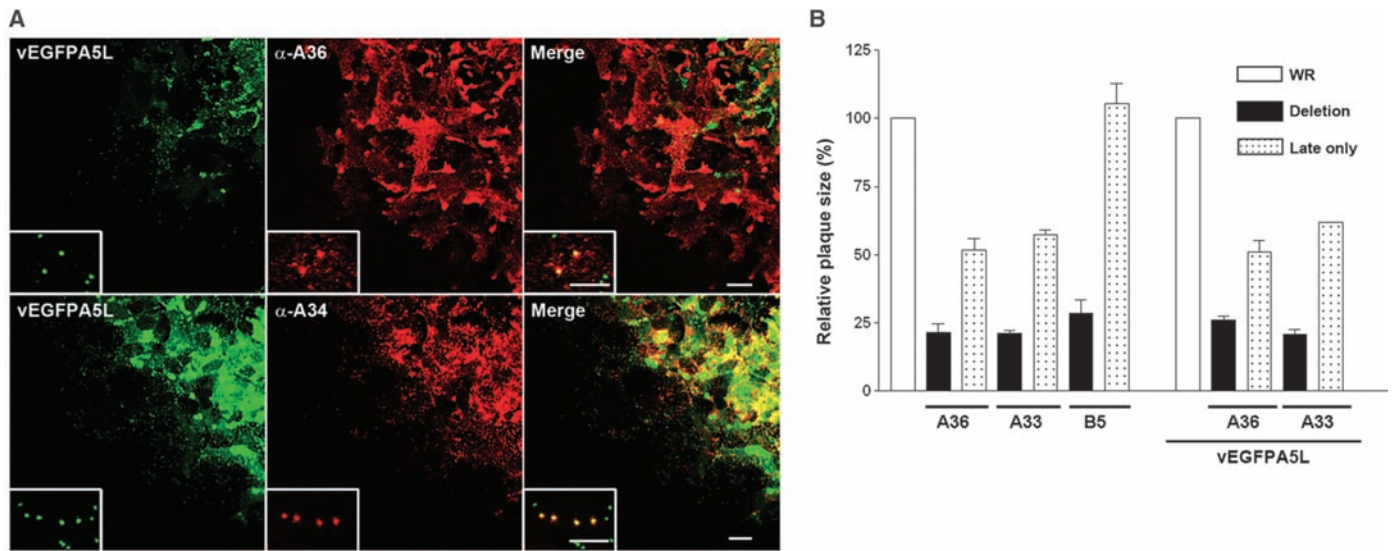 A
vEGFPA5L
α-A36
Merge
vEGFPA5L
α-A34
Merge
B
Relative plaque size (%)
125
100
75
50
25
0
WR
Deletion
Late only
A36
A33
B5
A36
A33
vEGFPA5L